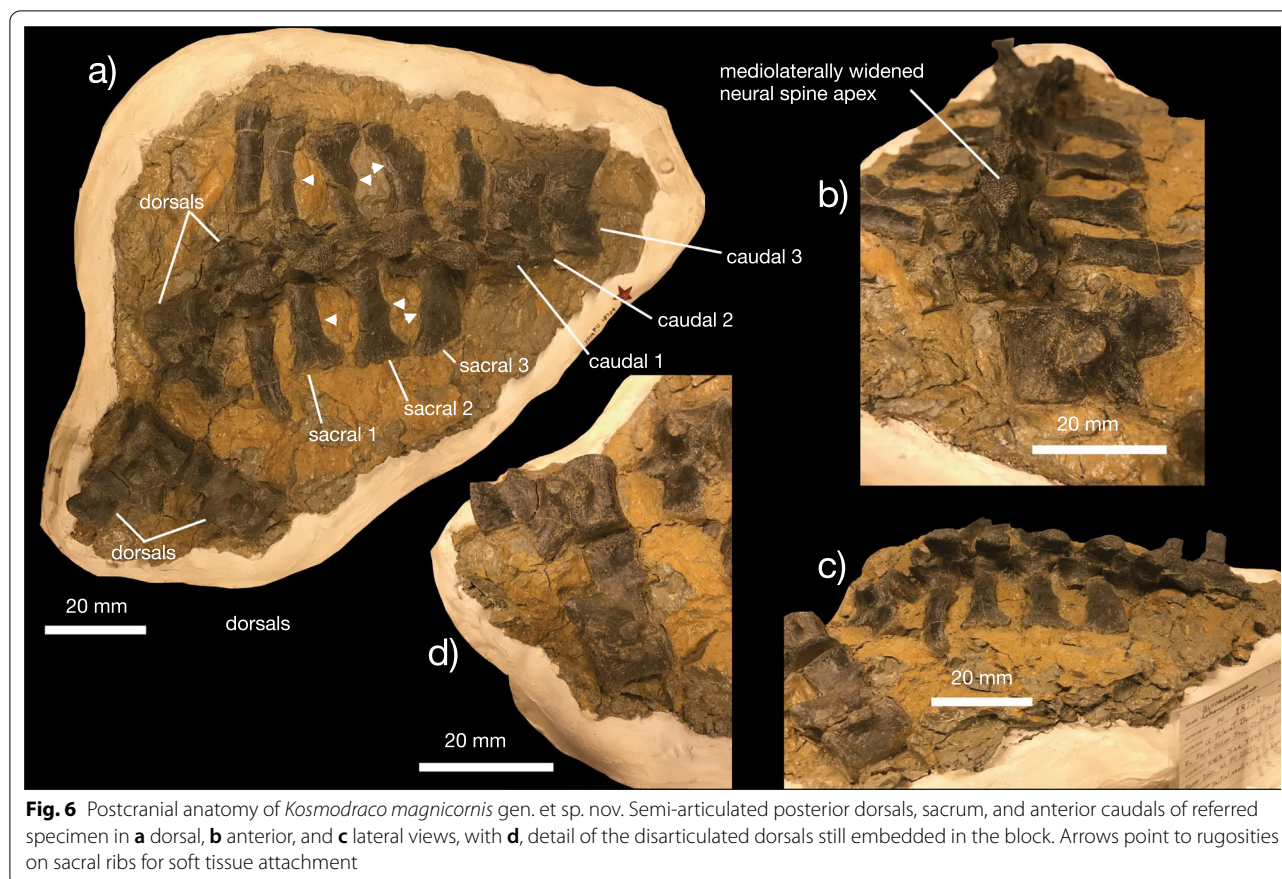 a)
dorsals
caudal 3
caudal 2
caudal 1
sacral 3
sacral 2
sacral 1
dorsals
20 mm
dorsals
mediolaterally widened
neural spine apex
b)
20 mm
c)
20 mm
d)
20 mm
18722
Fig. 6 Postcranial anatomy of Kosmodraco magnicornis gen. et sp. nov. Semi-articulated posterior dorsals, sacrum, and anterior caudals of referred
specimen in a dorsal, b anterior, and c lateral views, with d, detail of the disarticulated dorsals still embedded in the block. Arrows point to rugosities
on sacral ribs for soft tissue attachment